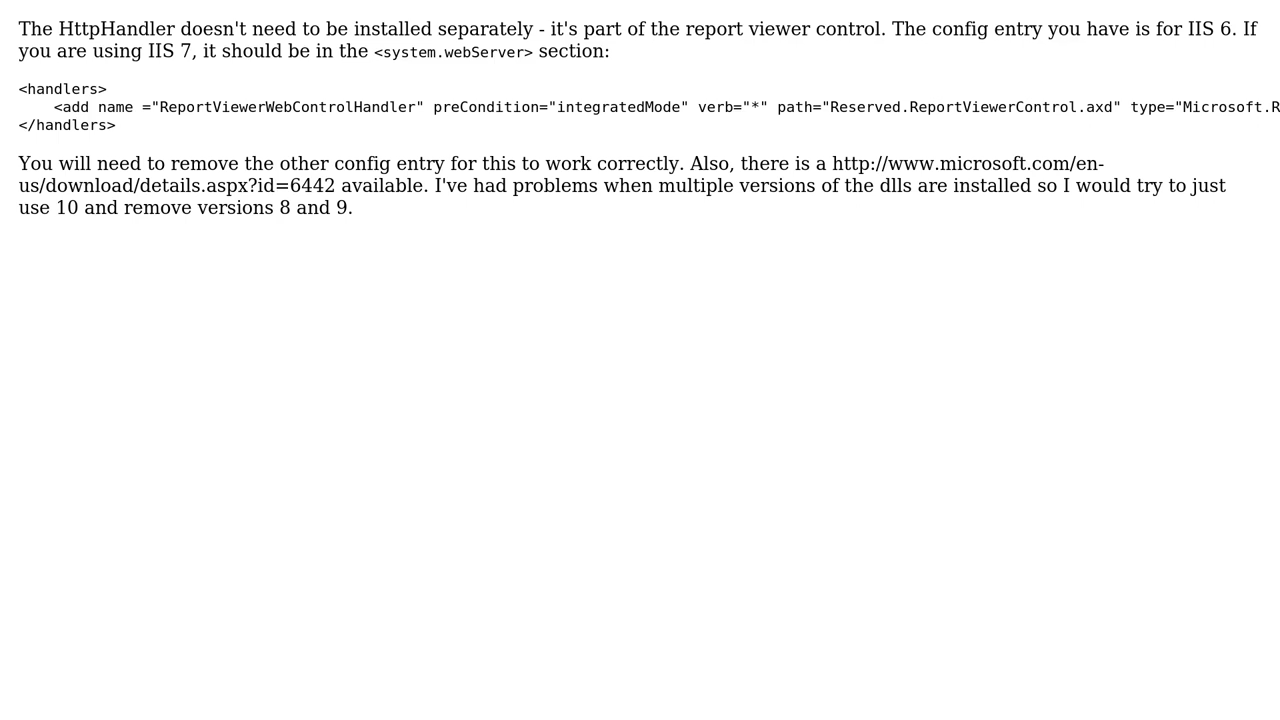 The HttpHandler doesn't need to be installed separately - it's part of the report viewer control. The config entry you have is for IIS 6. If
you are using IIS 7, it should be in the <system.webServer> section:
<handlers>
    <add name ="ReportViewerWebControlHandler" preCondition="integratedMode" verb="*" path="Reserved.ReportViewerControl.axd" type="Microsoft.R
</handlers>
You will need to remove the other config entry for this to work correctly. Also, there is a http://www.microsoft.com/en-
us/download/details.aspx?id=6442 available. I've had problems when multiple versions of the dlls are installed so I would try to just
use 10 and remove versions 8 and 9.